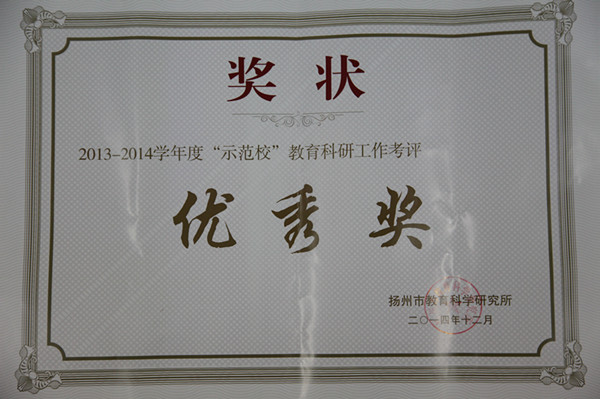 奖状
2013-2014学年度“示范校”教育科研工作考评
优秀奖
扬州市教育科学研究所
二〇一四年十二月